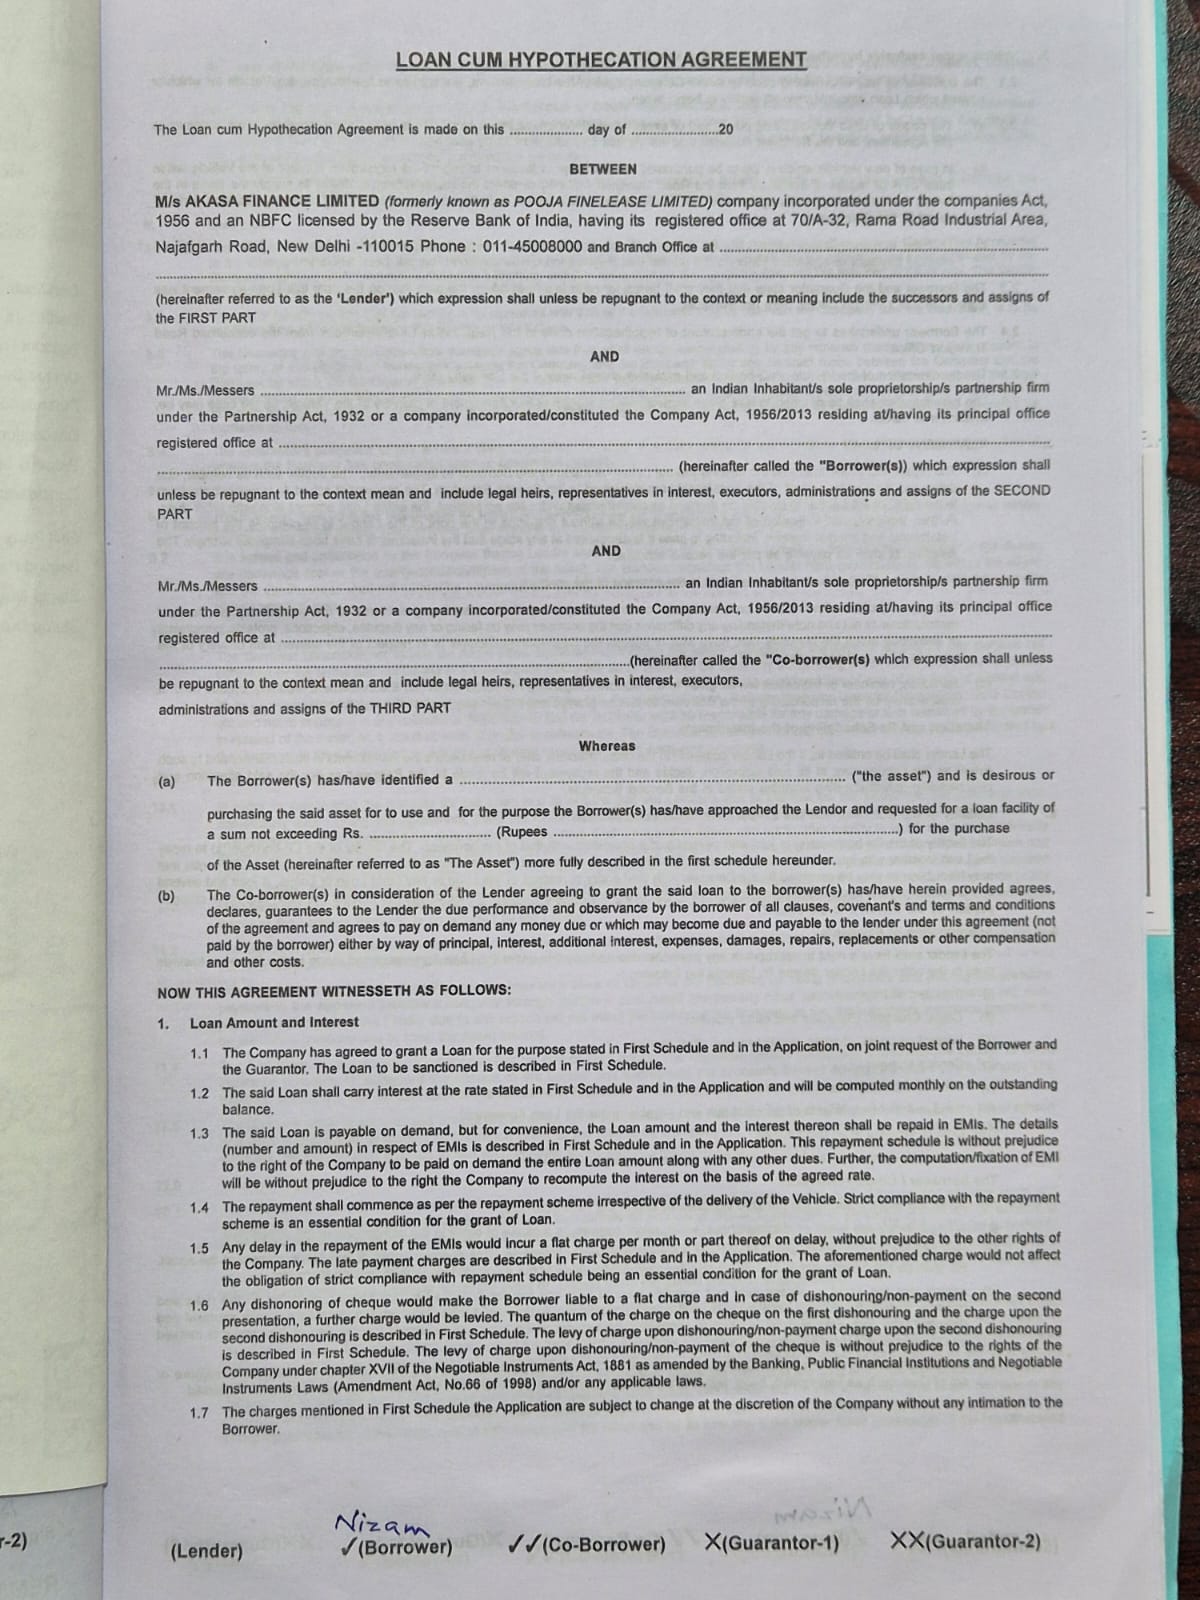 LOAN CUM HYPOTHECATION AGREEMENT
The Loan cum Hypothecation Agreement is made on this ................... day of .......................20
BETWEEN
M/s AKASA FINANCE LIMITED (formerly known as POOJA FINELEASE LIMITED) company incorporated under the companies Act,
1956 and an NBFC licensed by the Reserve Bank of India, having its registered office at 70/A-32, Rama Road Industrial Area,
Najafgarh Road, New Delhi -110015 Phone : 011-45008000 and Branch Office at ......................................................
......................................................
(hereinafter referred to as the 'Lender') which expression shall unless be repugnant to the context or meaning include the successors and assigns of
the FIRST PART
AND
Mr./Ms./Messers ...................................................... an Indian Inhabitant/s sole proprietorship/s partnership firm
under the Partnership Act, 1932 or a company incorporated/constituted the Company Act, 1956/2013 residing at/having its principal office
registered office at ......................................................
...................................................... (hereinafter called the "Borrower(s)) which expression shall
unless be repugnant to the context mean and include legal heirs, representatives in interest, executors, administrations and assigns of the SECOND
PART
AND
Mr./Ms./Messers ...................................................... an Indian Inhabitant/s sole proprietorship/s partnership firm
under the Partnership Act, 1932 or a company incorporated/constituted the Company Act, 1956/2013 residing at/having its principal office
registered office at ......................................................
......................................................(hereinafter called the "Co-borrower(s) which expression shall unless
be repugnant to the context mean and include legal heirs, representatives in interest, executors,
administrations and assigns of the THIRD PART
Whereas
(a) The Borrower(s) has/have identified a ...................................................... ("the asset") and is desirous or
purchasing the said asset for to use and for the purpose the Borrower(s) has/have approached the Lendor and requested for a loan facility of
a sum not exceeding Rs. ............................... (Rupees ......................................................) for the purchase
of the Asset (hereinafter referred to as "The Asset") more fully described in the first schedule hereunder.
(b) The Co-borrower(s) in consideration of the Lender agreeing to grant the said loan to the borrower(s) has/have herein provided agrees,
declares, guarantees to the Lender the due performance and observance by the borrower of all clauses, covenant's and terms and conditions
of the agreement and agrees to pay on demand any money due or which may become due and payable to the lender under this agreement (not
paid by the borrower) either by way of principal, interest, additional interest, expenses, damages, repairs, replacements or other compensation
and other costs.
NOW THIS AGREEMENT WITNESSETH AS FOLLOWS:
1. Loan Amount and Interest
1.1 The Company has agreed to grant a Loan for the purpose stated in First Schedule and in the Application, on joint request of the Borrower and
the Guarantor. The Loan to be sanctioned is described in First Schedule.
1.2 The said Loan shall carry interest at the rate stated in First Schedule and in the Application and will be computed monthly on the outstanding
balance.
1.3 The said Loan is payable on demand, but for convenience, the Loan amount and the interest thereon shall be repaid in EMIs. The details
(number and amount) in respect of EMIs is described in First Schedule and in the Application. This repayment schedule is without prejudice
to the right of the Company to be paid on demand the entire Loan amount along with any other dues. Further, the computation/fixation of EMI
will be without prejudice to the right the Company to recompute the interest on the basis of the agreed rate.
1.4 The repayment shall commence as per the repayment scheme irrespective of the delivery of the Vehicle. Strict compliance with the repayment
scheme is an essential condition for the grant of Loan.
1.5 Any delay in the repayment of the EMIs would incur a flat charge per month or part thereof on delay, without prejudice to the other rights of
the Company. The late payment charges are described in First Schedule and in the Application. The aforementioned charge would not affect
the obligation of strict compliance with repayment schedule being an essential condition for the grant of Loan.
1.6 Any dishonoring of cheque would make the Borrower liable to a flat charge and in case of dishonouring/non-payment on the second
presentation, a further charge would be levied. The quantum of the charge on the cheque on the first dishonouring and the charge upon the
second dishonouring is described in First Schedule. The levy of charge upon dishonouring/non-payment charge upon the second dishonouring
is described in First Schedule. The levy of charge upon dishonouring/non-payment of the cheque is without prejudice to the rights of the
Company under chapter XVII of the Negotiable Instruments Act, 1881 as amended by the Banking, Public Financial Institutions and Negotiable
Instruments Laws (Amendment Act, No.66 of 1998) and/or any applicable laws.
1.7 The charges mentioned in First Schedule the Application are subject to change at the discretion of the Company without any intimation to the
Borrower.
Nizam
r-2) (Lender) ✓(Borrower) ✓✓(Co-Borrower) X(Guarantor-1) XX(Guarantor-2)